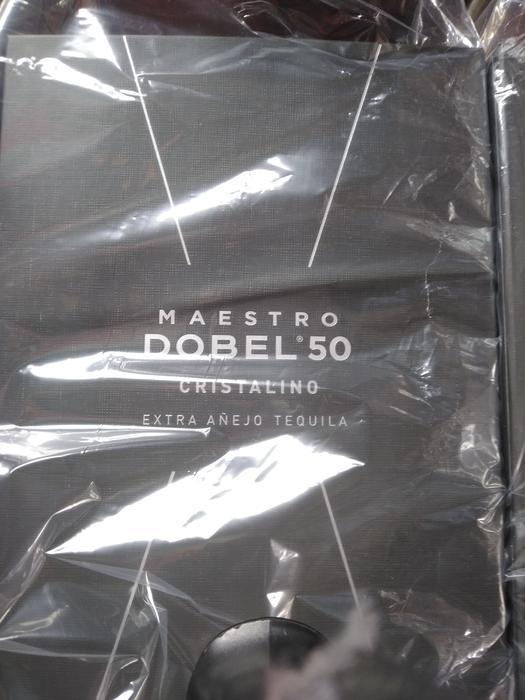 MAESTRO
DOBEL® 50
CRISTALINO
EXTRA AÑEJO TEQUILA